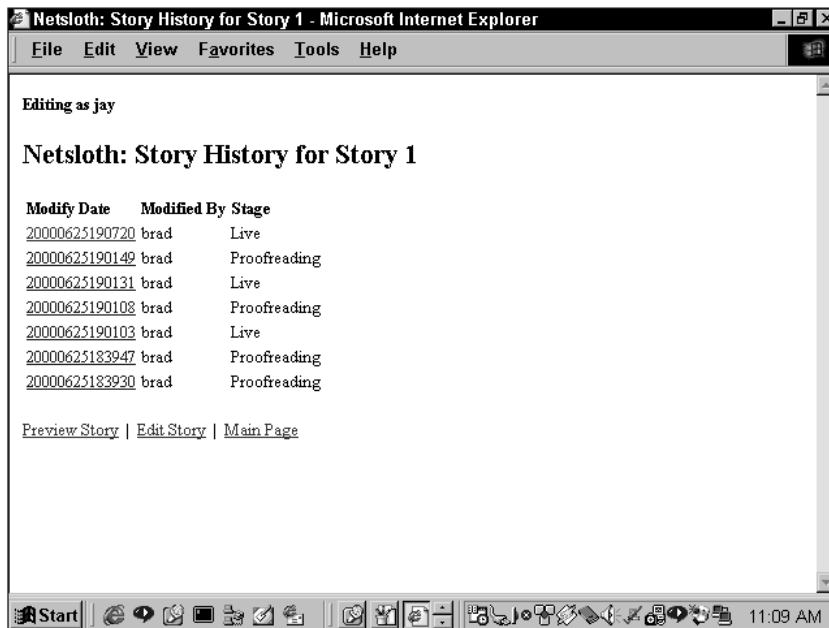 Netsloth: Story History for Story 1 - Microsoft Internet Explorer
File Edit View Favorites Tools Help
Editing as jay
Netsloth: Story History for Story 1
Modify Date Modified By Stage
20000625190720 brad Live
20000625190149 brad Proofreading
20000625190131 brad Live
20000625190108 brad Proofreading
20000625190103 brad Live
20000625183947 brad Proofreading
20000625183930 brad Proofreading
Preview Story | Edit Story | Main Page
Start 11:09 AM